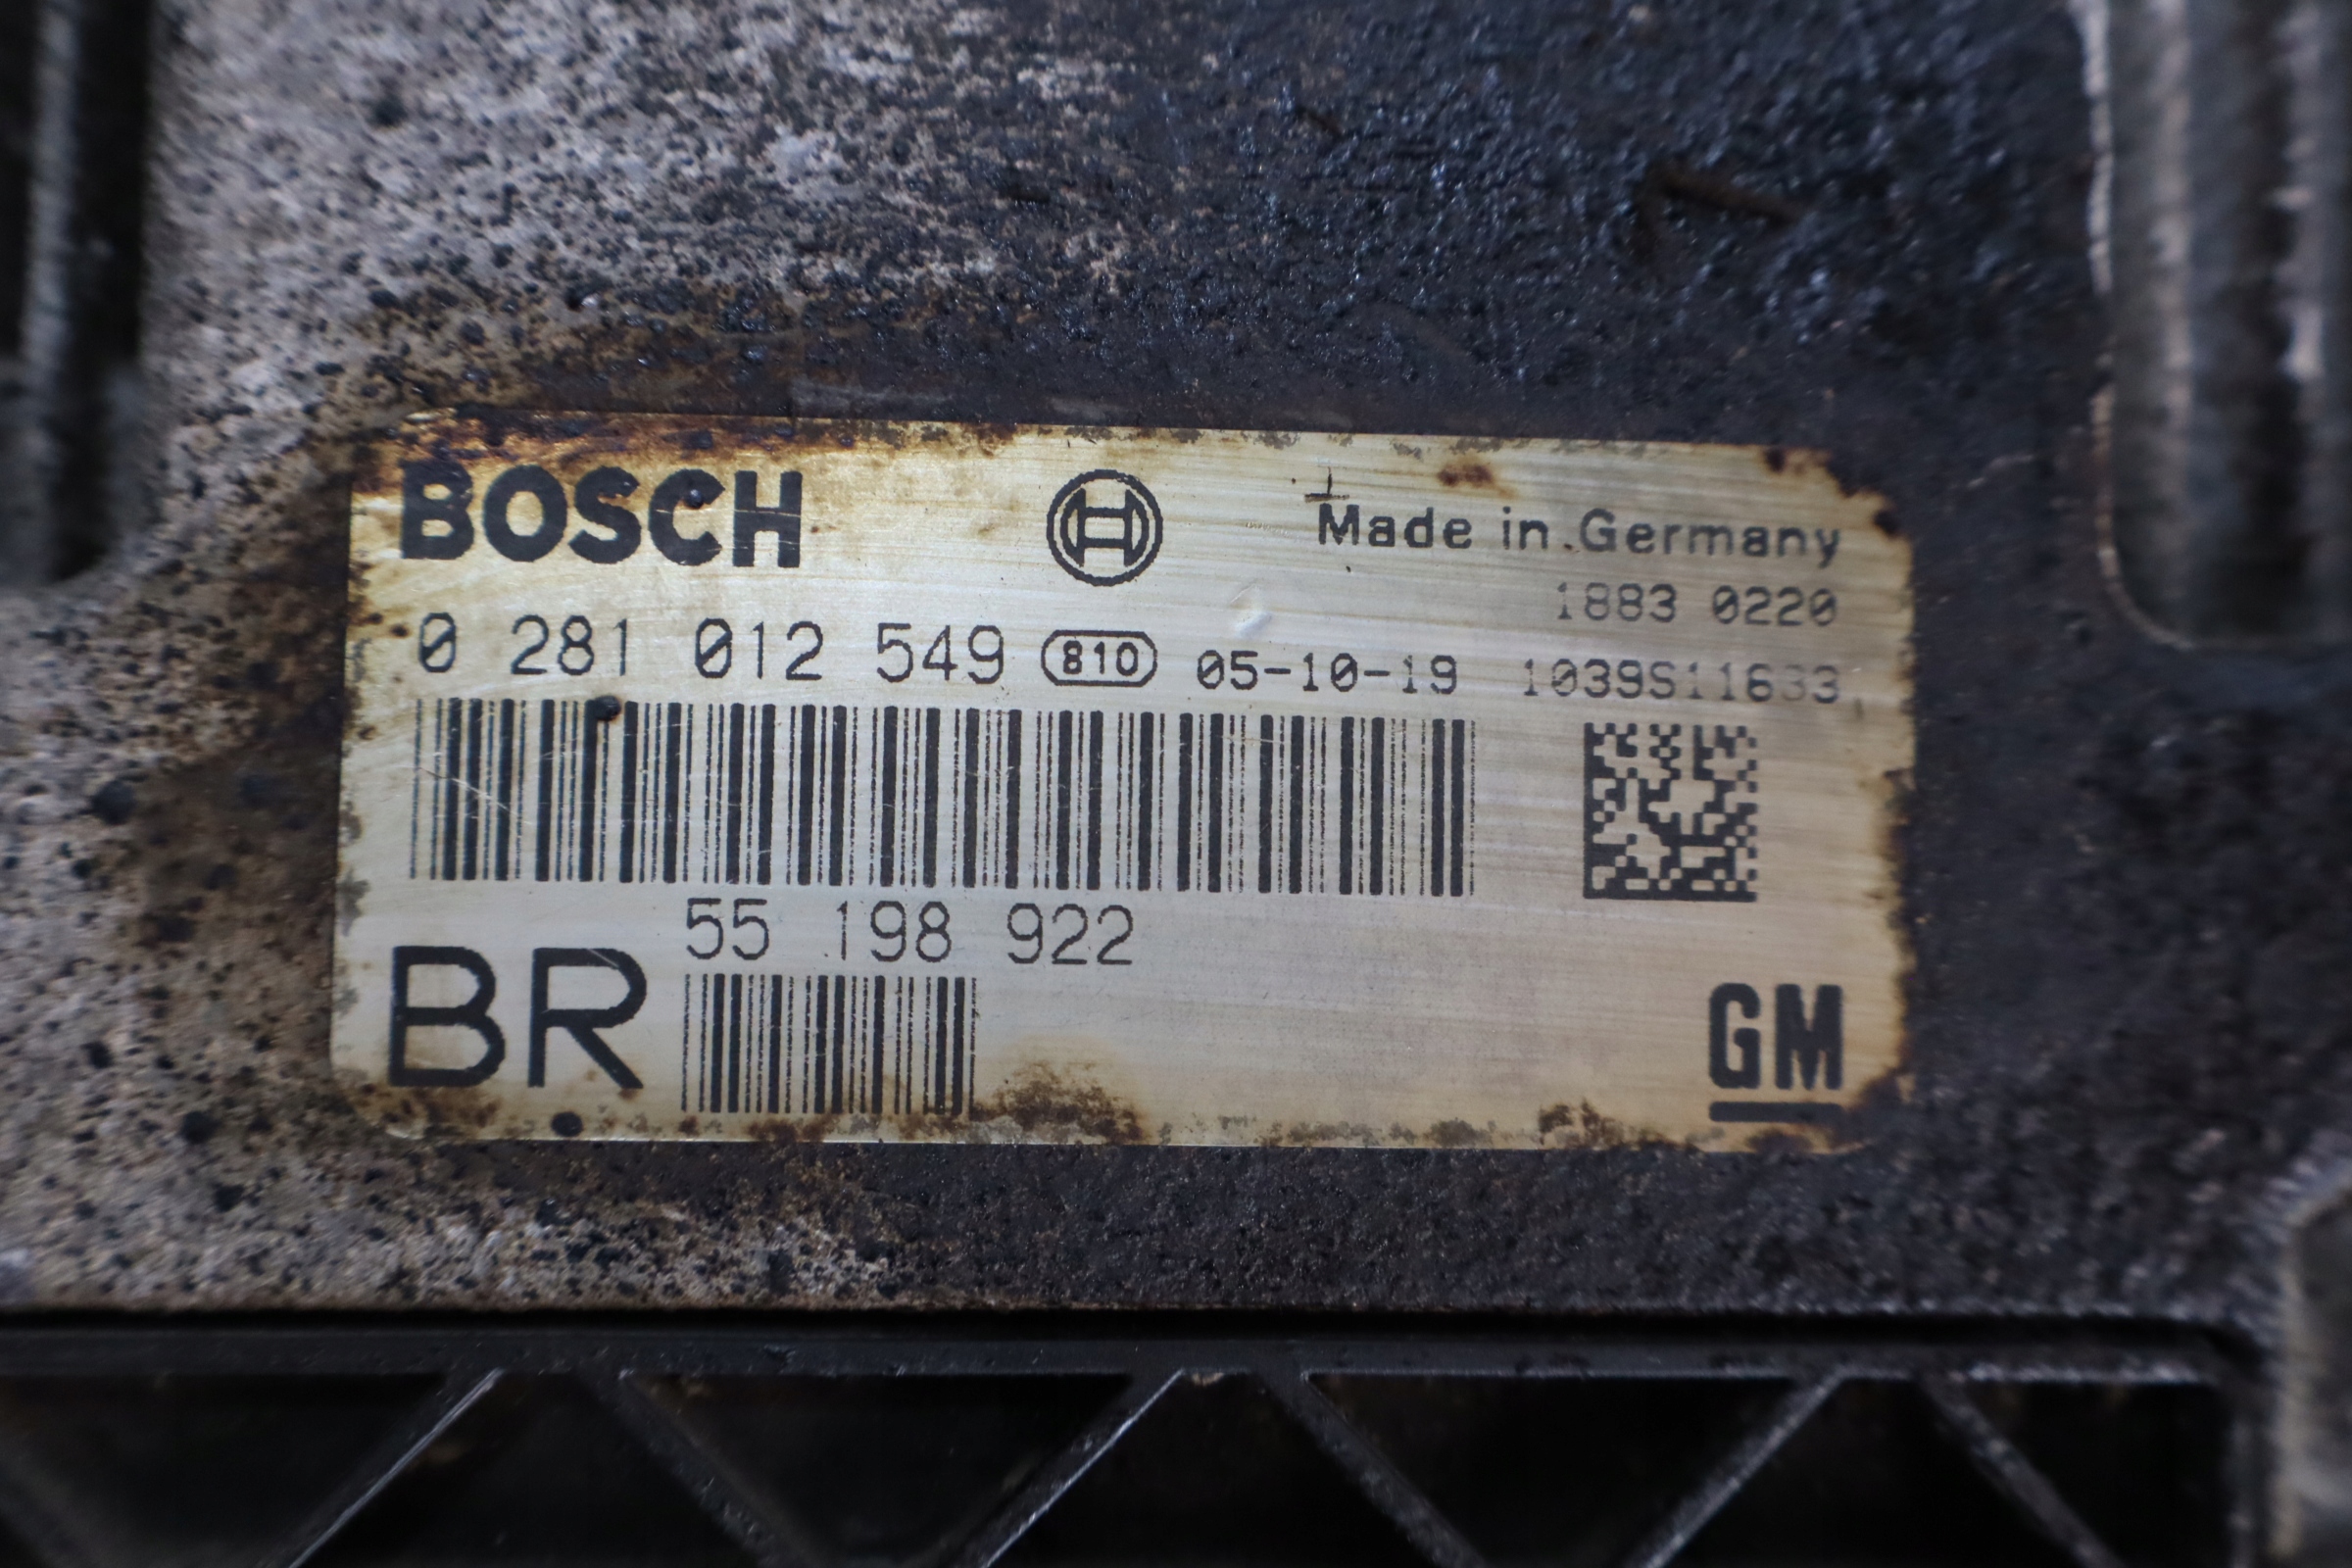 BOSCH
Made in Germany
1883 0220
0 281 012 549 810 05-10-19
55 198 922
BR
GM